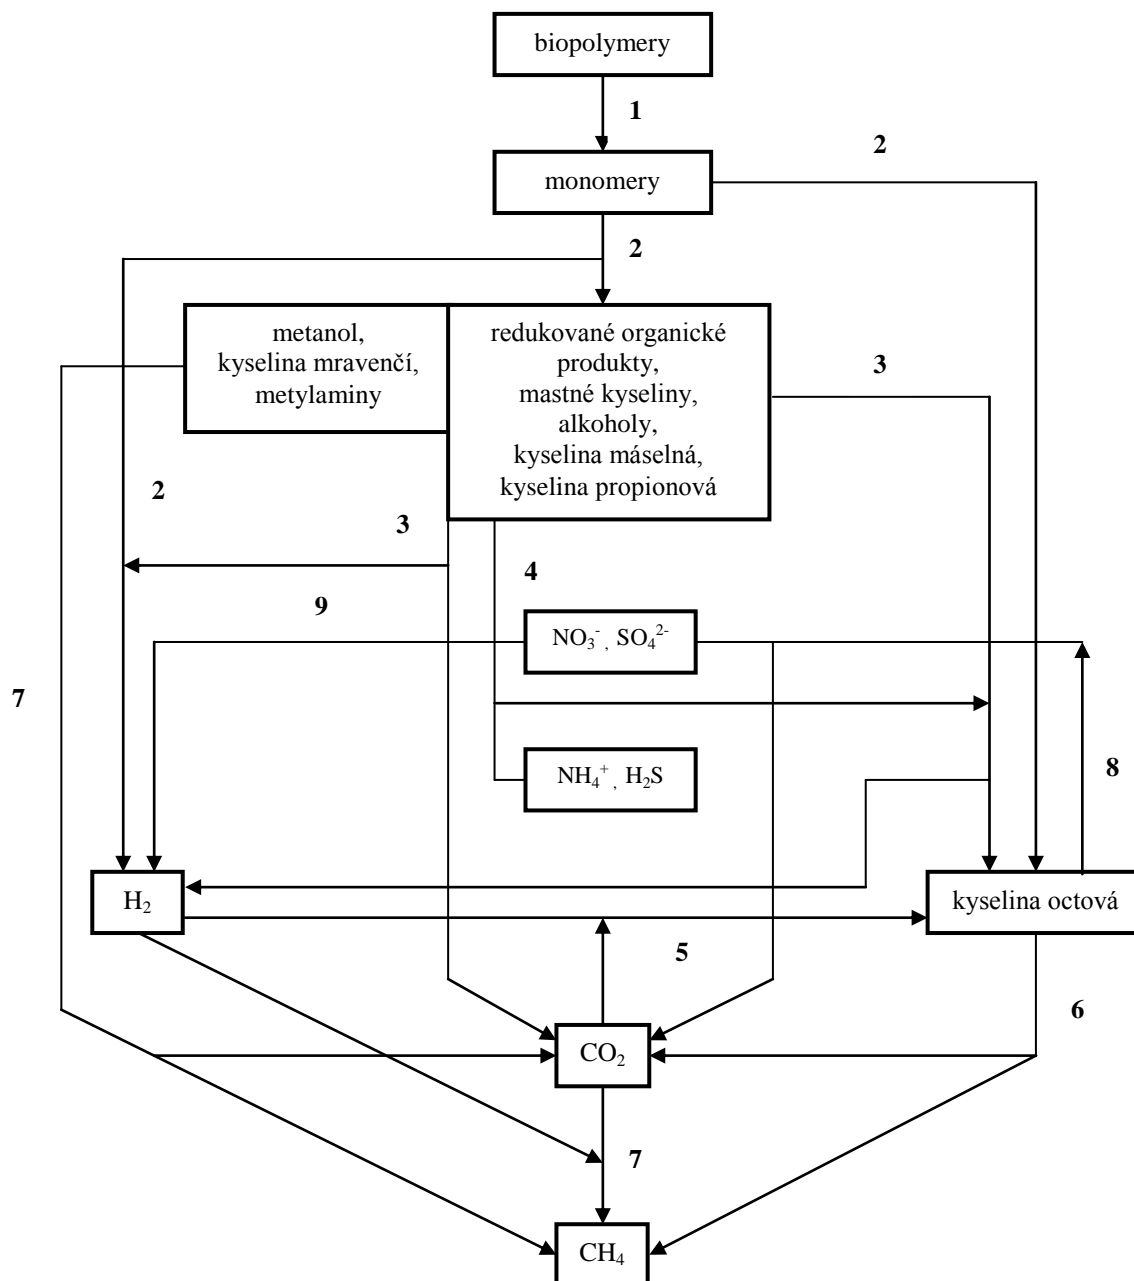 biopolymery
1
2
monomery
2
metanol,
kyselina mravenčí,
metylaminy
redukované organické
produkty,
mastné kyseliny,
alkoholy,
kyselina máselná,
kyselina propionová
3
2
3
4
9
NO₃⁻, SO₄²⁻
7
NH₄⁺, H₂S
8
H₂
kyselina octová
5
6
CO₂
7
CH₄